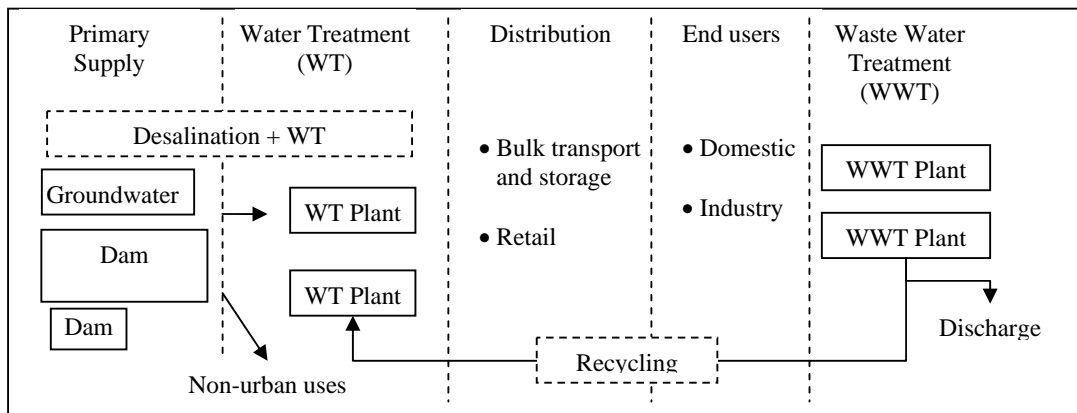 Primary
Supply
Water Treatment
(WT)
Distribution
End users
Waste Water
Treatment
(WWT)
Desalination + WT
Groundwater
Dam
Dam
WT Plant
WT Plant
Non-urban uses
• Bulk transport
and storage
• Retail
• Domestic
• Industry
WWT Plant
WWT Plant
Discharge
Recycling